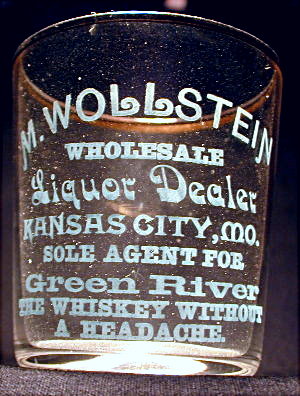 M. WOLLSTEIN
WHOLESALE
Liquor Dealer
KANSAS CITY, MO.
SOLE AGENT FOR
Green River
THE WHISKEY WITHOUT
A HEADACHE.